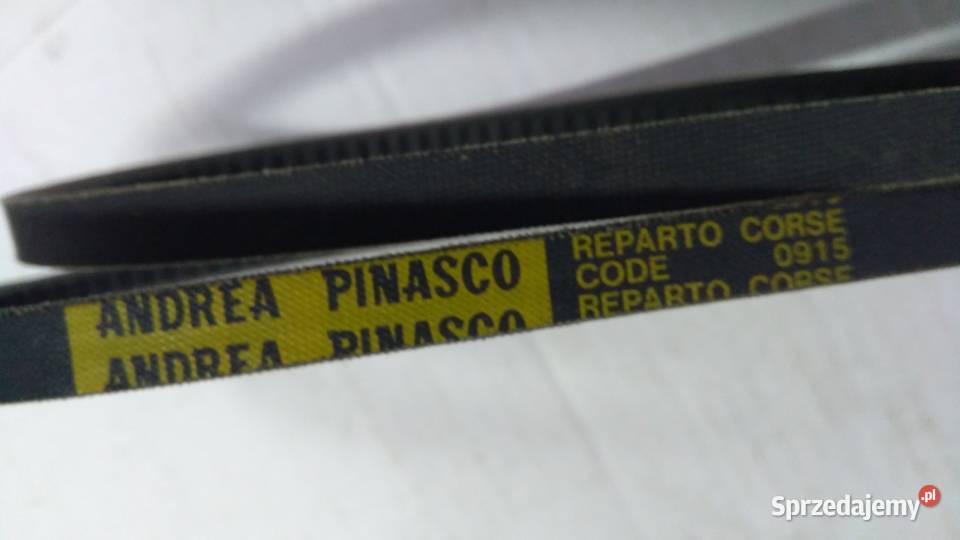 ANDREA PINASCO
ANDREA PINASCO
REPARTO CORSE
CODE 0915
REPARTO CORSE
Sprzedajemy.pl